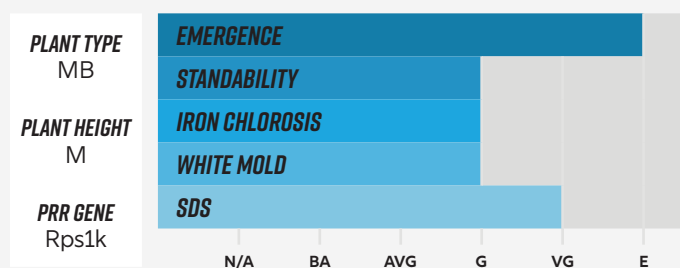 PLANT TYPE
MB
PLANT HEIGHT
M
PRR GENE
Rps1k
EMERGENCE
STANDABILITY
IRON CHLOROSIS
WHITE MOLD
SDS
N/A BA AVG G VG E